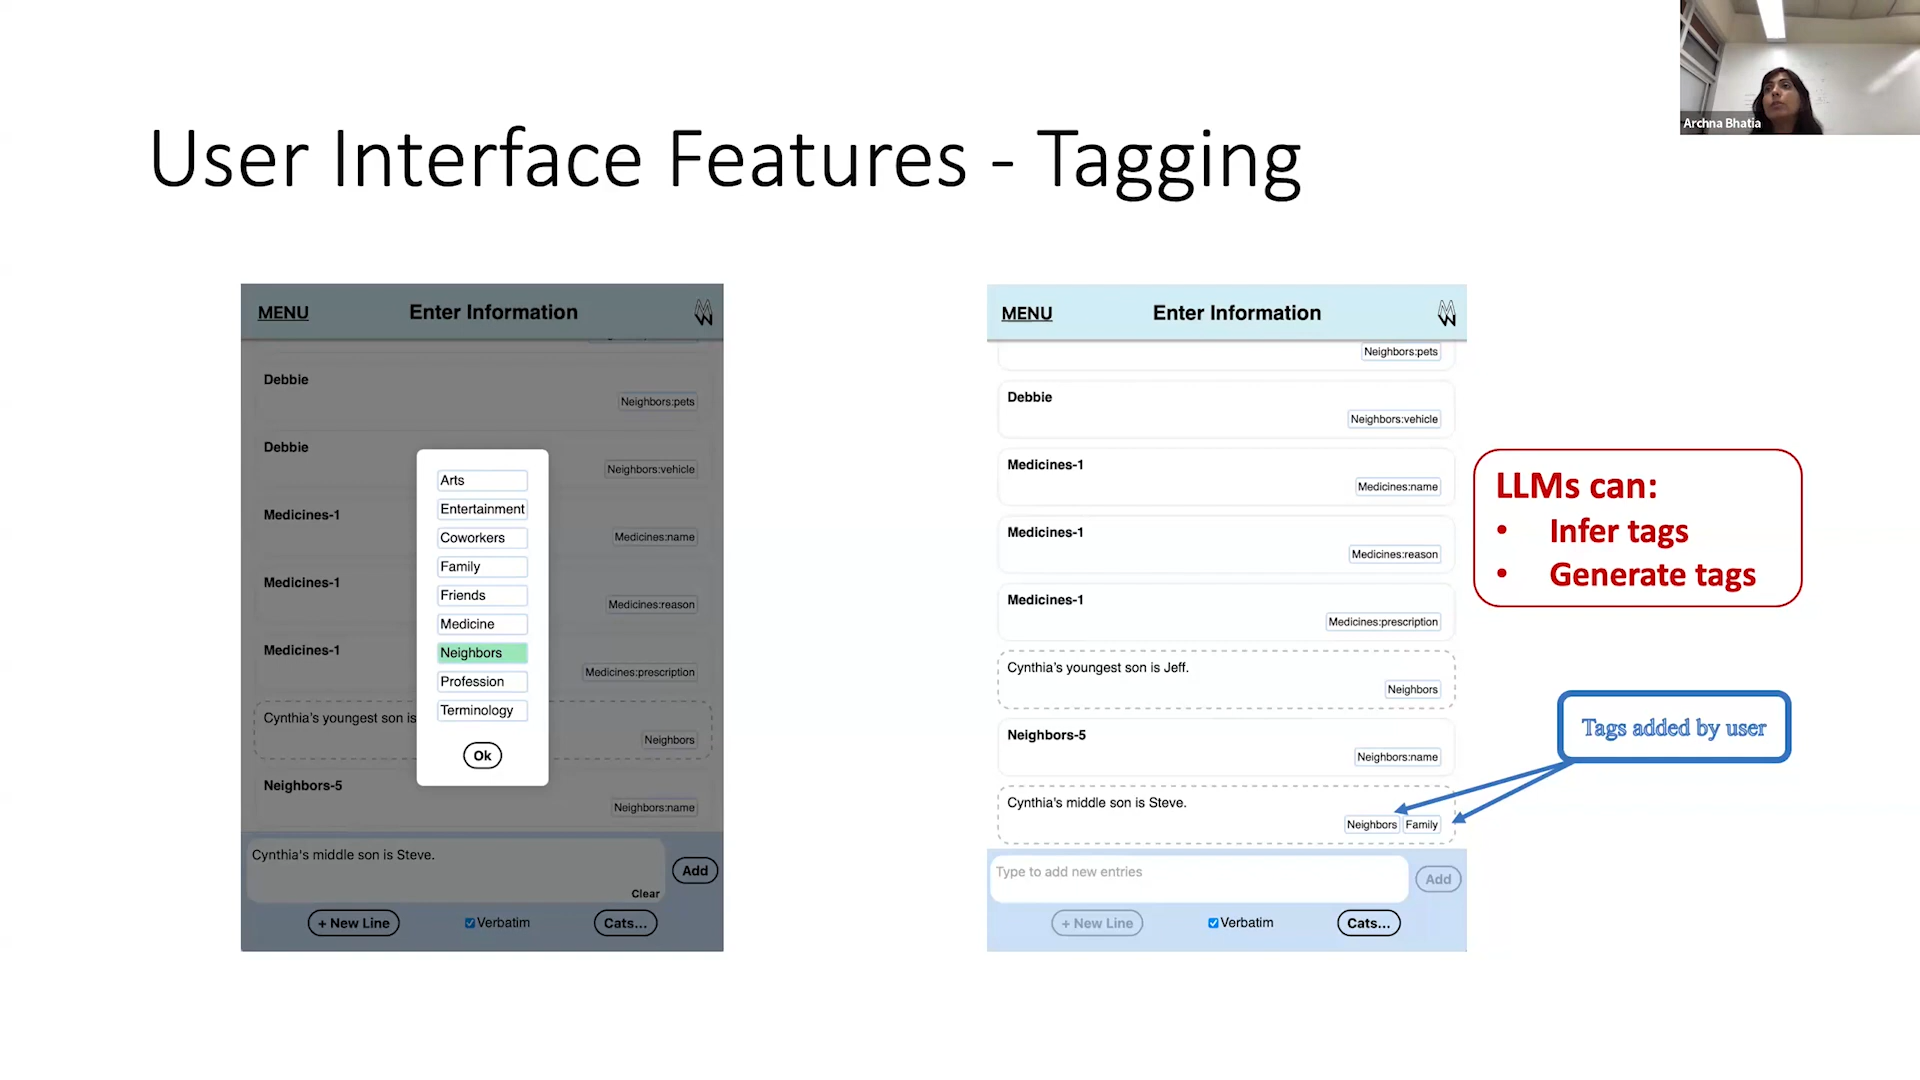 Archna Bhatia
User Interface Features - Tagging
MENU
Enter Information
Debbie
Neighbors:pets
Debbie
Neighbors:vehicle
Medicines-1
Medicines:name
Medicines-1
Medicines:reason
Medicines-1
Medicines:prescription
Cynthia's youngest son is
Neighbors
Neighbors-5
Neighbors:name
Arts
Entertainment
Coworkers
Family
Friends
Medicine
Neighbors
Profession
Terminology
Ok
Cynthia's middle son is Steve.
Clear
Add
+ New Line
Verbatim
Cats...
MENU
Enter Information
Neighbors:pets
Debbie
Neighbors:vehicle
Medicines-1
Medicines:name
Medicines-1
Medicines:reason
Medicines-1
Medicines:prescription
Cynthia's youngest son is Jeff.
Neighbors
Neighbors-5
Neighbors:name
Cynthia's middle son is Steve.
Neighbors Family
Type to add new entries
Add
+ New Line
Verbatim
Cats...
LLMs can:
• Infer tags
• Generate tags
Tags added by user